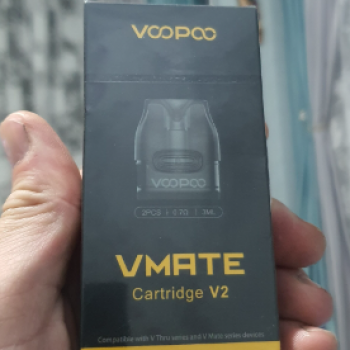 VOOPOO
VOOPOO
2PCS | 0.7Ω | 3ML
VMATE
Cartridge V2
Compatible with V.Thru series and V.Mate series devices